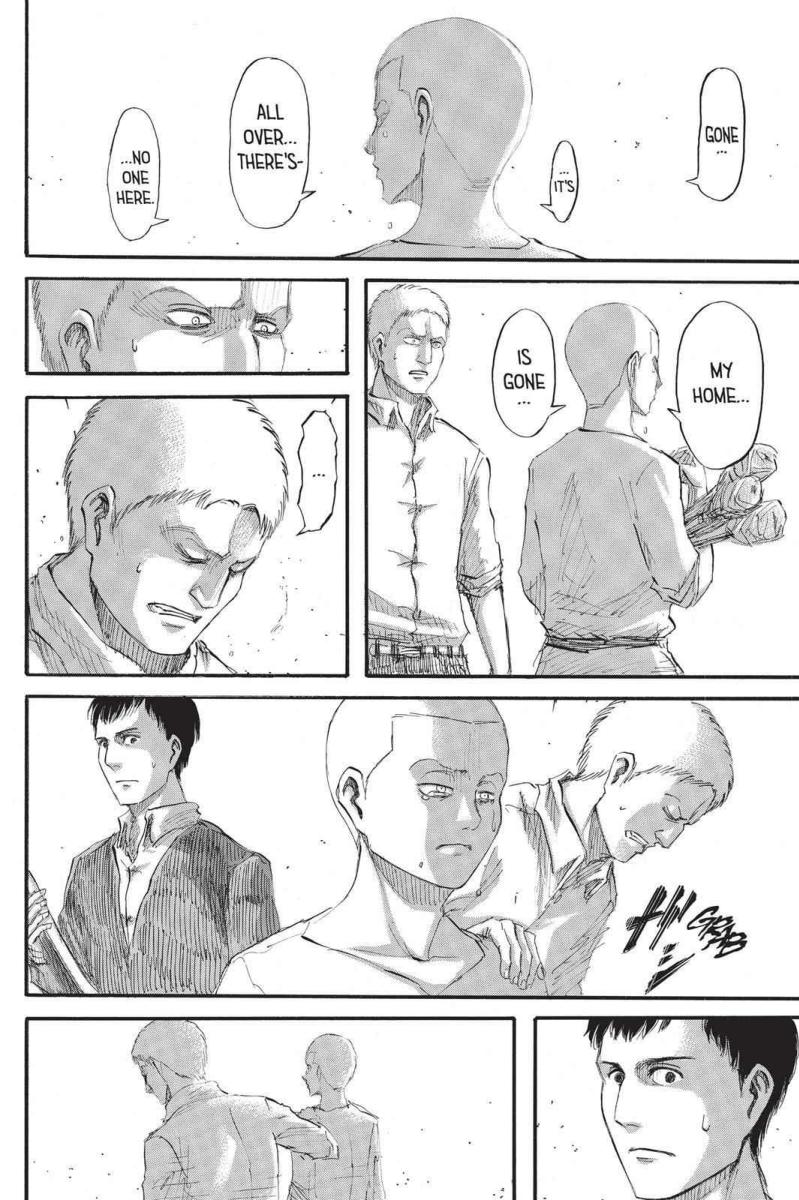 GONE
...
...
IT'S
ALL
OVER...
THERE'S-
...NO
ONE
HERE.
MY
HOME...
IS
GONE
...
...
GRAB